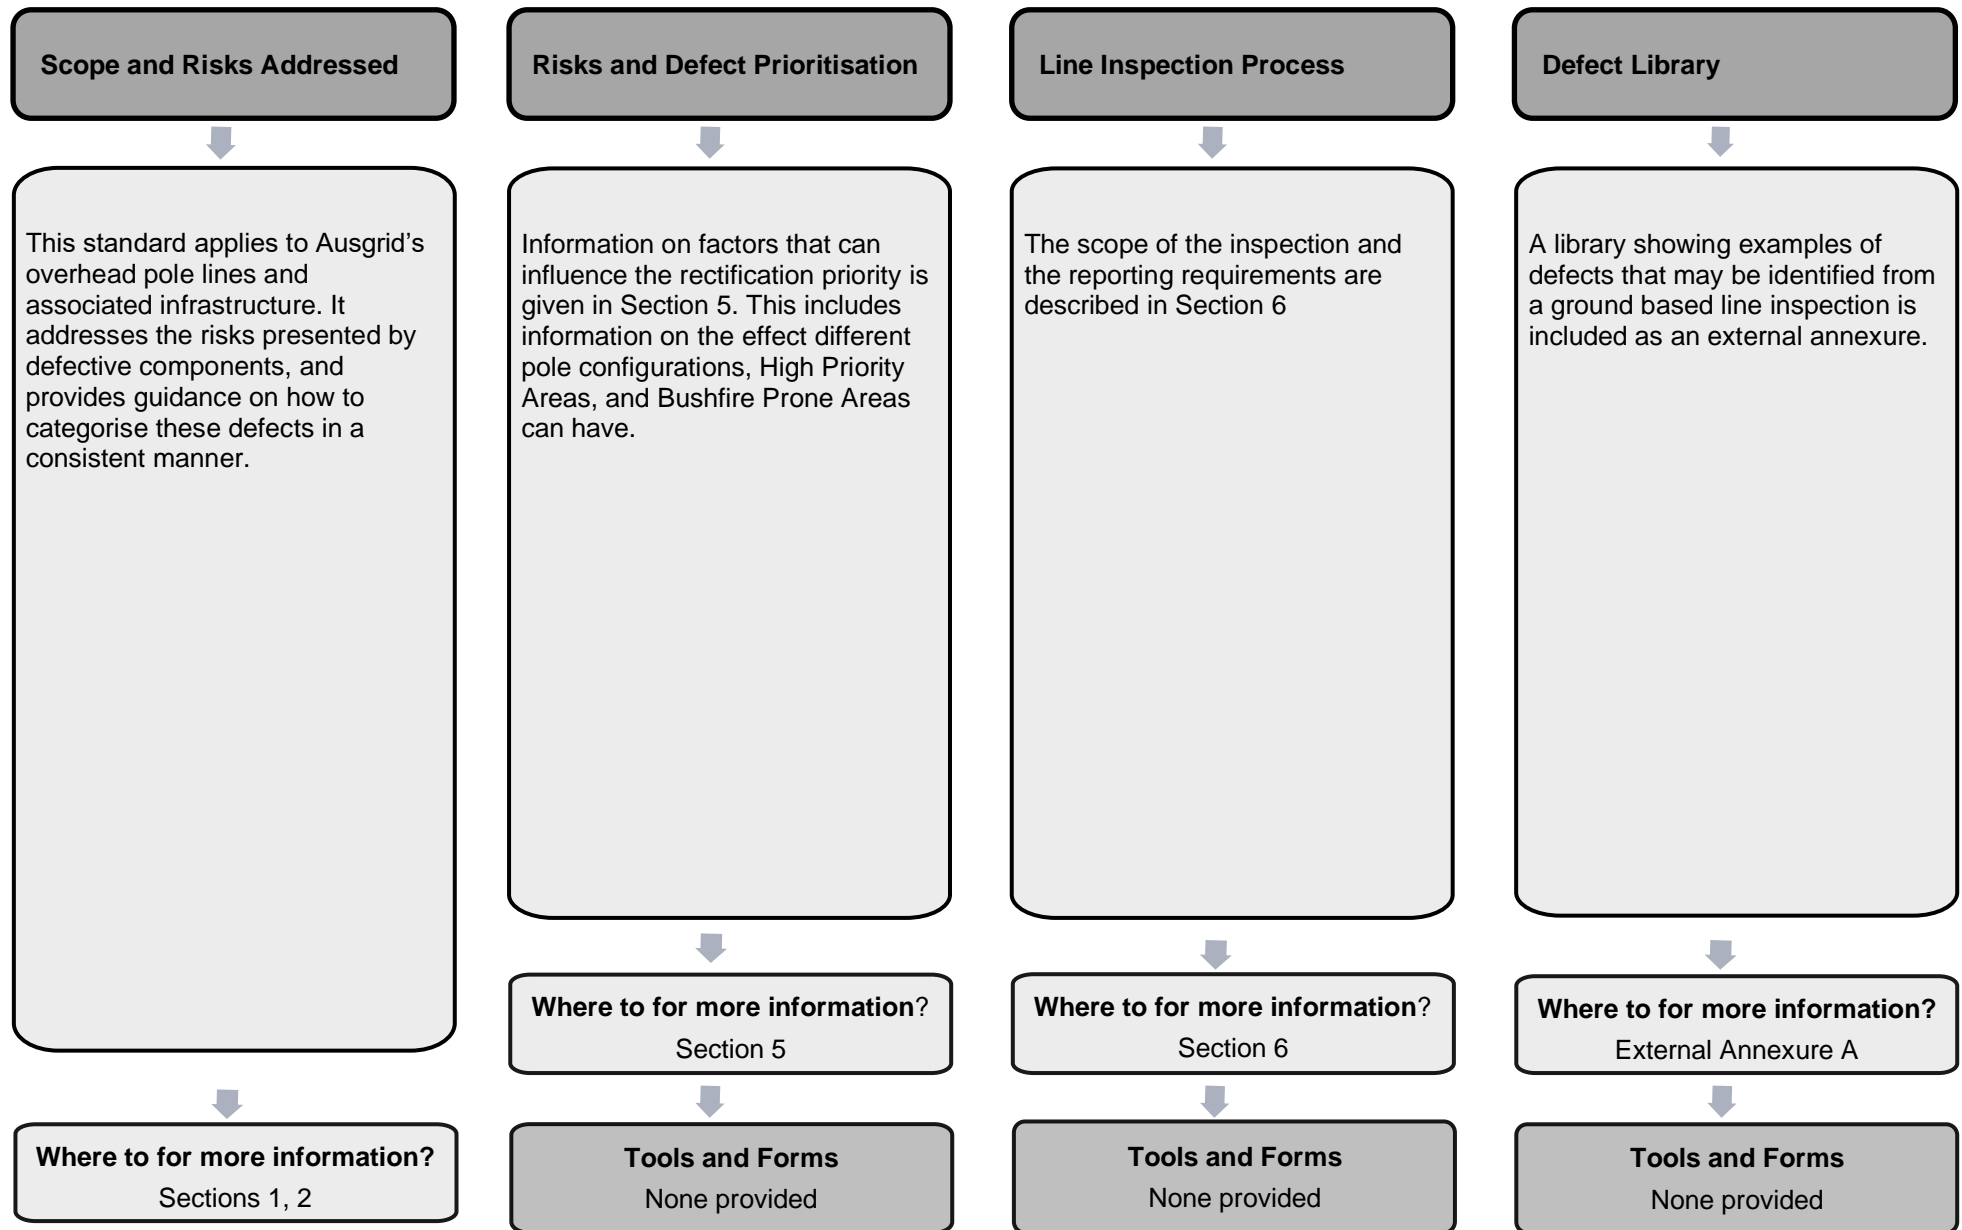 Scope and Risks Addressed
This standard applies to Ausgrid's
overhead pole lines and
associated infrastructure. It
addresses the risks presented by
defective components, and
provides guidance on how to
categorise these defects in a
consistent manner.
Where to for more information?
Sections 1, 2
Risks and Defect Prioritisation
Information on factors that can
influence the rectification priority is
given in Section 5. This includes
information on the effect different
pole configurations, High Priority
Areas, and Bushfire Prone Areas
can have.
Where to for more information?
Section 5
Tools and Forms
None provided
Line Inspection Process
The scope of the inspection and
the reporting requirements are
described in Section 6
Where to for more information?
Section 6
Tools and Forms
None provided
Defect Library
A library showing examples of
defects that may be identified from
a ground based line inspection is
included as an external annexure.
Where to for more information?
External Annexure A
Tools and Forms
None provided